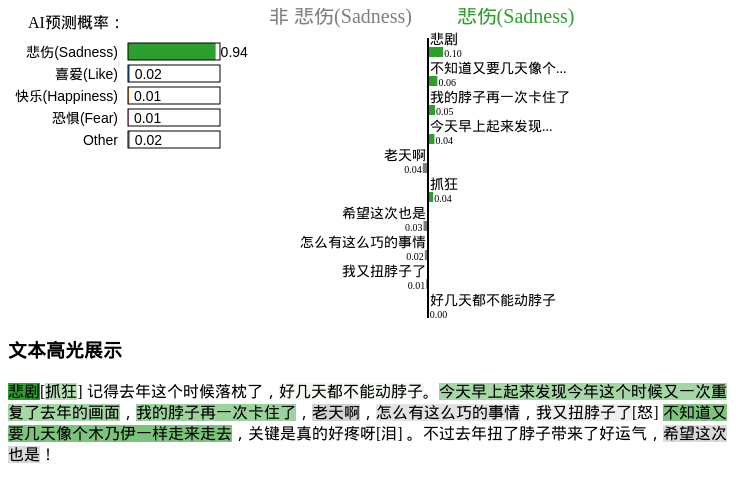 AI预测概率：
悲伤(Sadness) 0.94
喜爱(Like) 0.02
快乐(Happiness) 0.01
恐惧(Fear) 0.01
Other 0.02
非 悲伤(Sadness) 悲伤(Sadness)
悲剧
0.10
不知道又要几天像个...
0.06
我的脖子再一次卡住了
0.05
今天早上起来发现...
0.04
老天啊
0.04
抓狂
0.04
希望这次也是
0.03
怎么有这么巧的事情
0.02
我又扭脖子了
0.01
好几天都不能动脖子
0.00
文本高光展示
悲剧[抓狂] 记得去年这个时候落枕了，好几天都不能动脖子。今天早上起来发现今年这个时候又一次重
复了去年的画面，我的脖子再一次卡住了，老天啊，怎么有这么巧的事情，我又扭脖子了[怒] 不知道又
要几天像个木乃伊一样走来走去，关键是真的好疼呀[泪] 。不过去年扭了脖子带来了好运气，希望这次
也是！